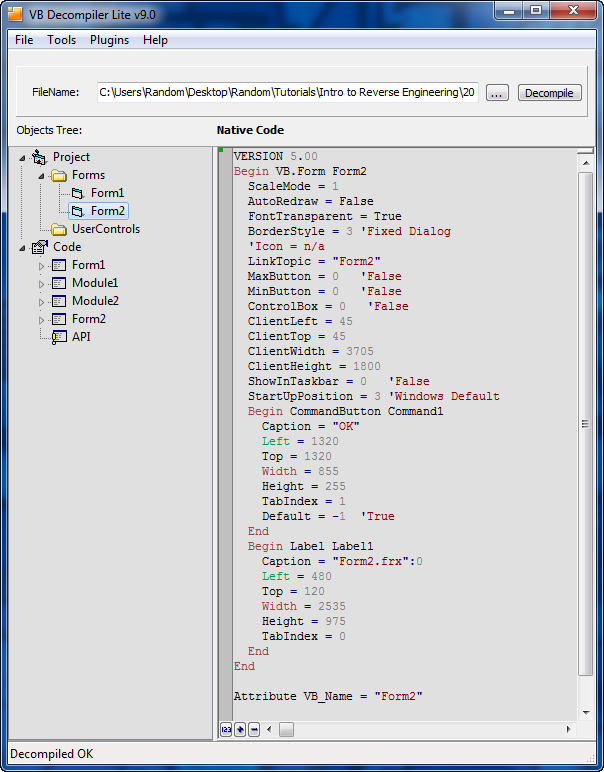 VB Decompiler Lite v9.0
File Tools Plugins Help
FileName: C:\Users\Random\Desktop\Random\Tutorials\Intro to Reverse Engineering\20 ... Decompile
Objects Tree: Native Code
Project
Forms
Form1
Form2
UserControls
Code
Form1
Module1
Module2
Form2
API
VERSION 5.00
Begin VB.Form Form2
ScaleMode = 1
AutoRedraw = False
FontTransparent = True
BorderStyle = 3 'Fixed Dialog
'Icon = n/a
LinkTopic = "Form2"
MaxButton = 0 'False
MinButton = 0 'False
ControlBox = 0 'False
ClientLeft = 45
ClientTop = 45
ClientWidth = 3705
ClientHeight = 1800
ShowInTaskbar = 0 'False
StartUpPosition = 3 'Windows Default
Begin CommandButton Command1
Caption = "OK"
Left = 1320
Top = 1320
Width = 855
Height = 255
TabIndex = 1
Default = -1 'True
End
Begin Label Label1
Caption = "Form2.frx":0
Left = 480
Top = 120
Width = 2535
Height = 975
TabIndex = 0
End
End
Attribute VB_Name = "Form2"
123
Decompiled OK